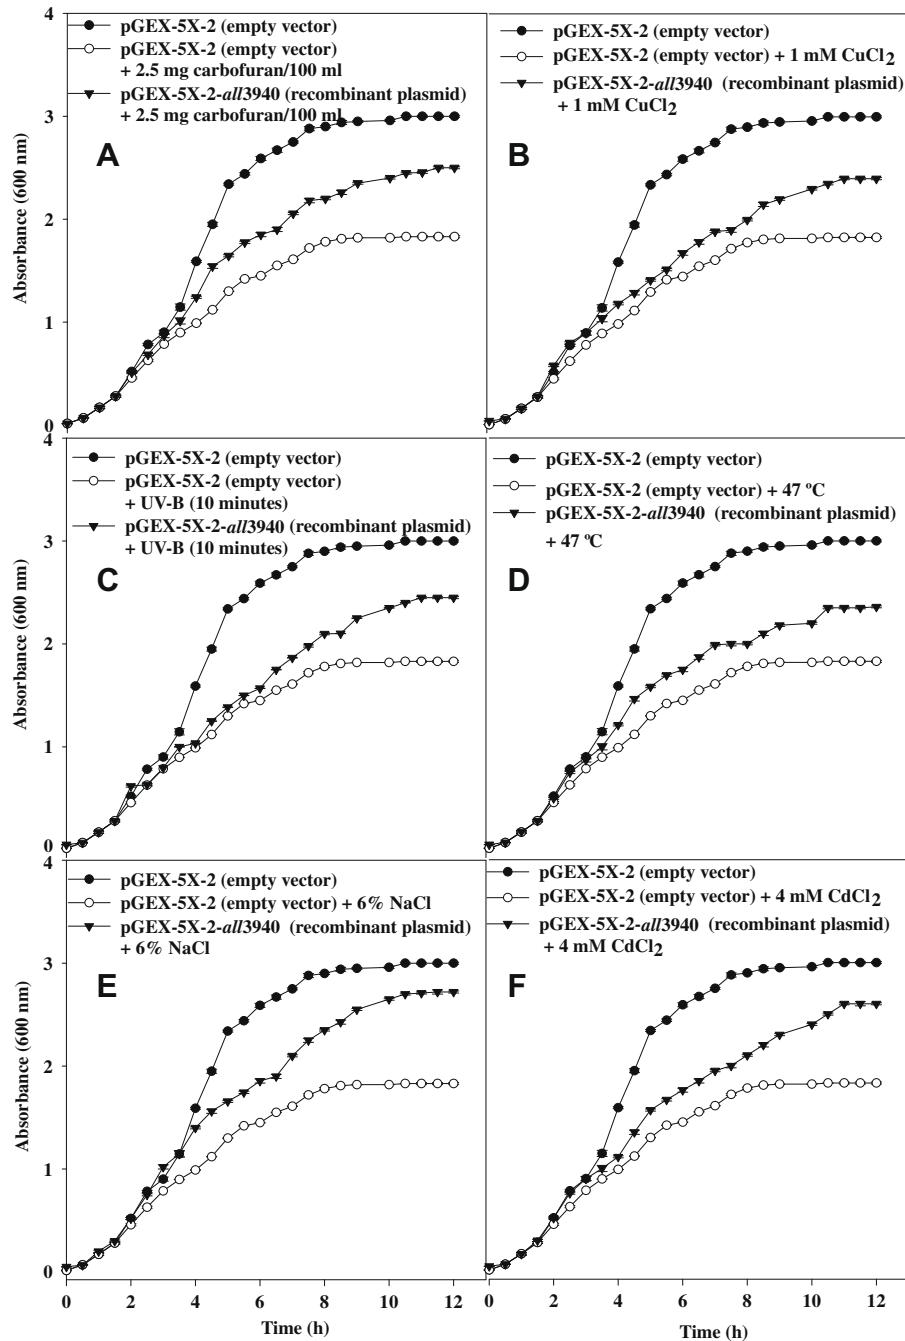 4
pGEX-5X-2 (empty vector)
pGEX-5X-2 (empty vector)
+ 2.5 mg carbofuran/100 ml
pGEX-5X-2-all3940 (recombinant plasmid)
+ 2.5 mg carbofuran/100 ml
3
A
2
1
0
Absorbance (600 nm)
pGEX-5X-2 (empty vector)
pGEX-5X-2 (empty vector) + 1 mM CuCl2
pGEX-5X-2-all3940 (recombinant plasmid)
+ 1 mM CuCl2
B
4
pGEX-5X-2 (empty vector)
pGEX-5X-2 (empty vector)
+ UV-B (10 minutes)
pGEX-5X-2-all3940 (recombinant plasmid)
+ UV-B (10 minutes)
3
C
2
1
0
Absorbance (600 nm)
pGEX-5X-2 (empty vector)
pGEX-5X-2 (empty vector) + 47 ºC
pGEX-5X-2-all3940 (recombinant plasmid)
+ 47 ºC
D
4
pGEX-5X-2 (empty vector)
pGEX-5X-2 (empty vector) + 6% NaCl
pGEX-5X-2-all3940 (recombinant plasmid)
+ 6% NaCl
3
E
2
1
0
Absorbance (600 nm)
0 2 4 6 8 10 12
Time (h)
pGEX-5X-2 (empty vector)
pGEX-5X-2 (empty vector) + 4 mM CdCl2
pGEX-5X-2-all3940 (recombinant plasmid)
+ 4 mM CdCl2
F
0 2 4 6 8 10 12
Time (h)